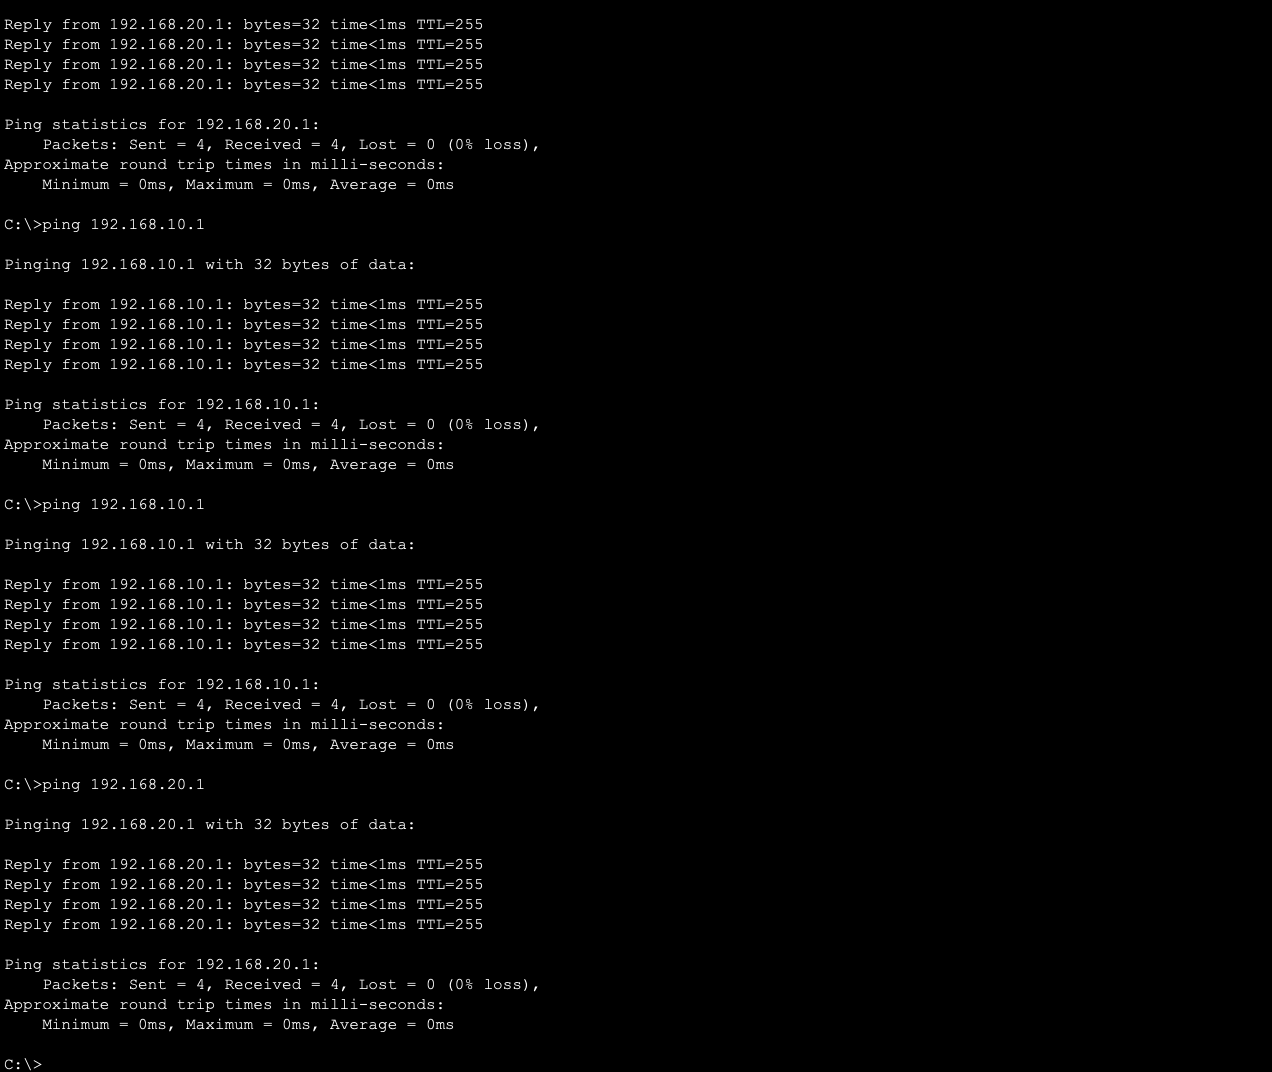 Reply from 192.168.20.1: bytes=32 time<1ms TTL=255
Reply from 192.168.20.1: bytes=32 time<1ms TTL=255
Reply from 192.168.20.1: bytes=32 time<1ms TTL=255
Reply from 192.168.20.1: bytes=32 time<1ms TTL=255
Ping statistics for 192.168.20.1:
Packets: Sent = 4, Received = 4, Lost = 0 (0% loss),
Approximate round trip times in milli-seconds:
Minimum = 0ms, Maximum = 0ms, Average = 0ms
C:\>ping 192.168.10.1
Pinging 192.168.10.1 with 32 bytes of data:
Reply from 192.168.10.1: bytes=32 time<1ms TTL=255
Reply from 192.168.10.1: bytes=32 time<1ms TTL=255
Reply from 192.168.10.1: bytes=32 time<1ms TTL=255
Reply from 192.168.10.1: bytes=32 time<1ms TTL=255
Ping statistics for 192.168.10.1:
Packets: Sent = 4, Received = 4, Lost = 0 (0% loss),
Approximate round trip times in milli-seconds:
Minimum = 0ms, Maximum = 0ms, Average = 0ms
C:\>ping 192.168.10.1
Pinging 192.168.10.1 with 32 bytes of data:
Reply from 192.168.10.1: bytes=32 time<1ms TTL=255
Reply from 192.168.10.1: bytes=32 time<1ms TTL=255
Reply from 192.168.10.1: bytes=32 time<1ms TTL=255
Reply from 192.168.10.1: bytes=32 time<1ms TTL=255
Ping statistics for 192.168.10.1:
Packets: Sent = 4, Received = 4, Lost = 0 (0% loss),
Approximate round trip times in milli-seconds:
Minimum = 0ms, Maximum = 0ms, Average = 0ms
C:\>ping 192.168.20.1
Pinging 192.168.20.1 with 32 bytes of data:
Reply from 192.168.20.1: bytes=32 time<1ms TTL=255
Reply from 192.168.20.1: bytes=32 time<1ms TTL=255
Reply from 192.168.20.1: bytes=32 time<1ms TTL=255
Reply from 192.168.20.1: bytes=32 time<1ms TTL=255
Ping statistics for 192.168.20.1:
Packets: Sent = 4, Received = 4, Lost = 0 (0% loss),
Approximate round trip times in milli-seconds:
Minimum = 0ms, Maximum = 0ms, Average = 0ms
C:\>